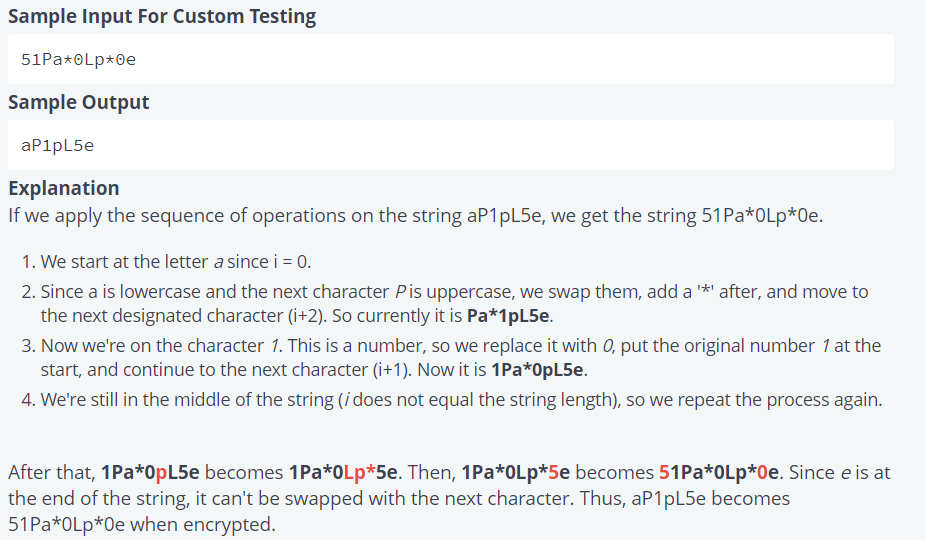 Sample Input For Custom Testing
51Pa*0Lp*0e
Sample Output
aP1pL5e
Explanation
If we apply the sequence of operations on the string aP1pL5e, we get the string 51Pa*0Lp*0e.
1. We start at the letter a since i = 0.
2. Since a is lowercase and the next character P is uppercase, we swap them, add a '*' after, and move to
the next designated character (i+2). So currently it is Pa*1pL5e.
3. Now we're on the character 1. This is a number, so we replace it with 0, put the original number 1 at the
start, and continue to the next character (i+1). Now it is 1Pa*0pL5e.
4. We're still in the middle of the string (i does not equal the string length), so we repeat the process again.
After that, 1Pa*0pL5e becomes 1Pa*0Lp*5e. Then, 1Pa*0Lp*5e becomes 51Pa*0Lp*0e. Since e is at
the end of the string, it can't be swapped with the next character. Thus, aP1pL5e becomes
51Pa*0Lp*0e when encrypted.